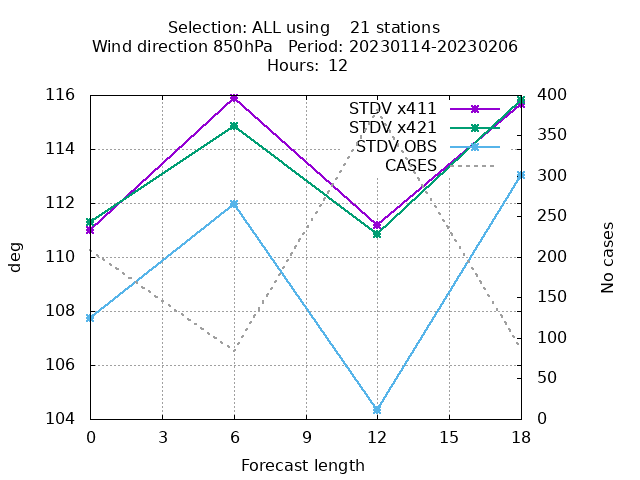 Selection: ALL using 21 stations
Wind direction 850hPa Period: 20230114-20230206
Hours: 12
116 400
STDV x411
STDV x421
STDV OBS
CASES
350
114
300
112
250
110 200
deg
No cases
150
108
100
106
50
104 0
0 3 6 9 12 15 18
Forecast length